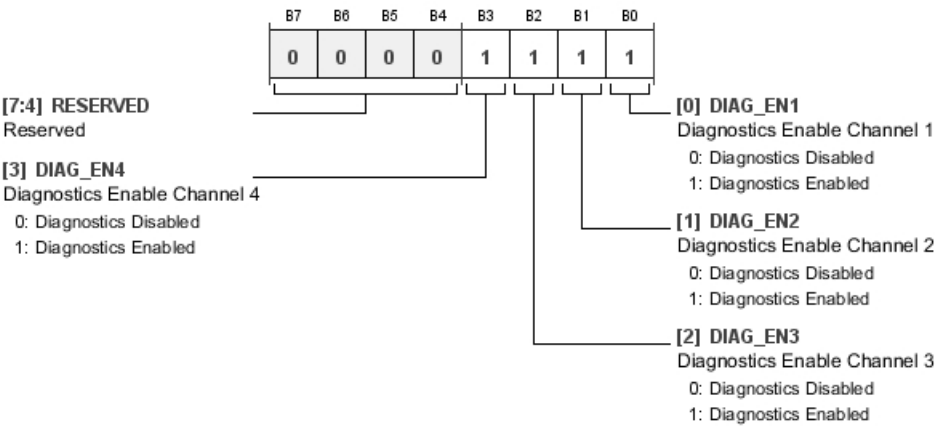 B7 B6 B5 B4 B3 B2 B1 B0
0 0 0 0 1 1 1 1
[7:4] RESERVED
Reserved
[3] DIAG_EN4
Diagnostics Enable Channel 4
0: Diagnostics Disabled
1: Diagnostics Enabled
[0] DIAG_EN1
Diagnostics Enable Channel 1
0: Diagnostics Disabled
1: Diagnostics Enabled
[1] DIAG_EN2
Diagnostics Enable Channel 2
0: Diagnostics Disabled
1: Diagnostics Enabled
[2] DIAG_EN3
Diagnostics Enable Channel 3
0: Diagnostics Disabled
1: Diagnostics Enabled